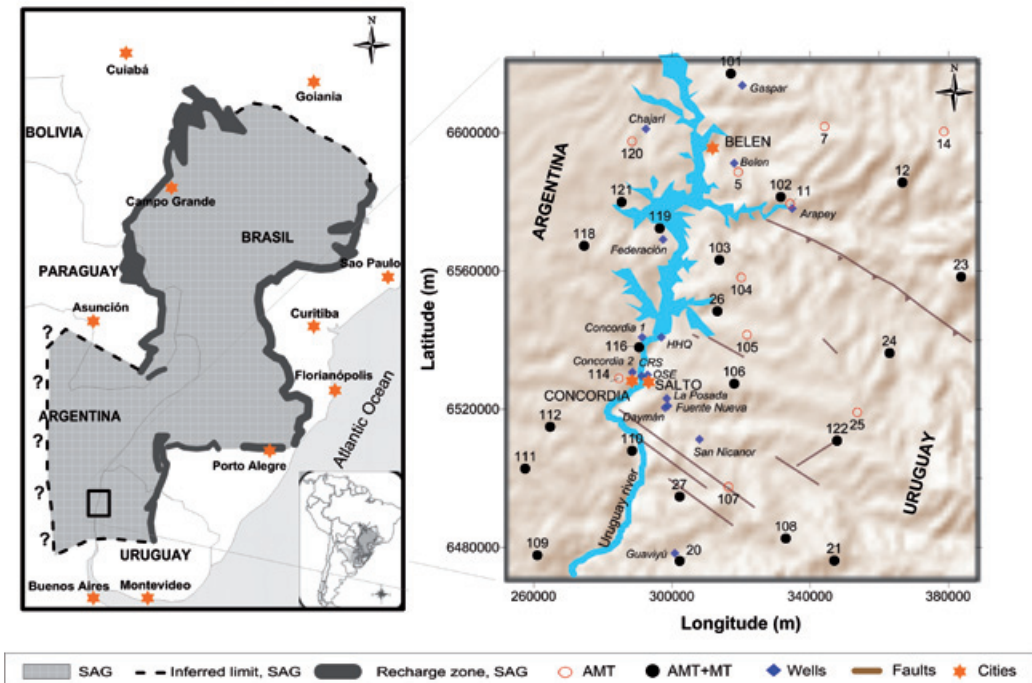 N
Cuiabá
Goiania
BOLIVIA
Campo Grande
BRASIL
PARAGUAY
Sao Paulo
Asunción
Curitiba
?
?
Florianópolis
ARGENTINA
?
Atlantic Ocean
Porto Alegre
?
?
URUGUAY
Buenos Aires
Montevideo
Latitude (m)
6600000
6560000
6520000
6480000
N
101
Gaspar
Chajarí
120
BELEN
7
14
ARGENTINA
Belen
5
12
121
102
11
Arapey
119
118
Federación
103
23
104
26
Concordia 1
116
HHQ
105
24
Concordia 2
CRS
114
OSE
106
CONCORDIA
SALTO
La Posada
Fuente Nueva
Daymán
112
25
122
110
San Nicanor
111
URUGUAY
27
107
Uruguay river
108
109
Guaviyú
20
21
260000
300000
340000
380000
Longitude (m)
SAG
Inferred limit, SAG
Recharge zone, SAG
AMT
AMT+MT
Wells
Faults
Cities